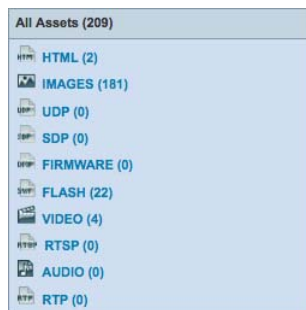 All Assets (209)
HTML (2)
IMAGES (181)
UDP (0)
SDP (0)
FIRMWARE (0)
FLASH (22)
VIDEO (4)
RTSP (0)
AUDIO (0)
RTP (0)